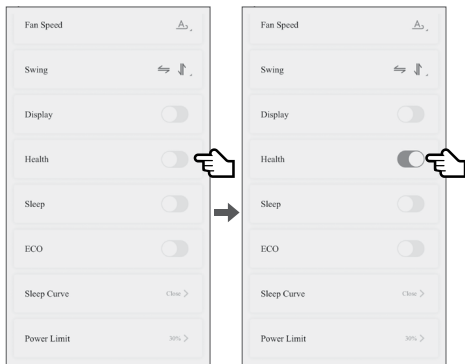 Fan Speed
A
Swing
Display
Health
Sleep
ECO
Sleep Curve Close >
Power Limit 30% >
Fan Speed
A
Swing
Display
Health
Sleep
ECO
Sleep Curve Close >
Power Limit 30% >